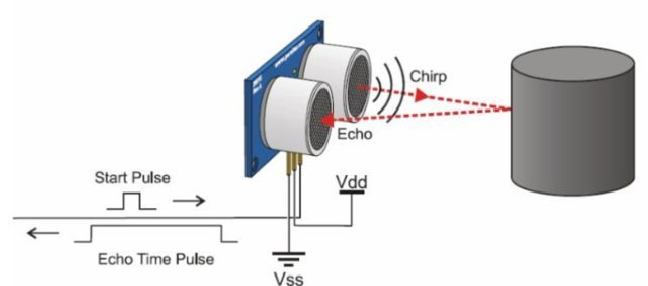 Chirp
Echo
Start Pulse
Vdd
Echo Time Pulse
Vss